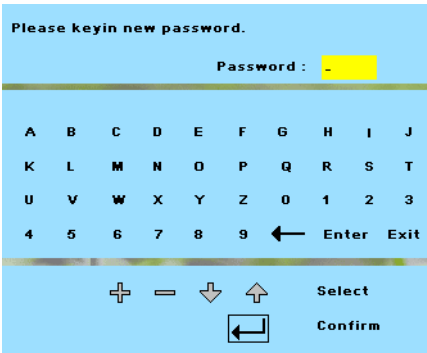 Please keyin new password.
Password : -
A B C D E F G H I J
K L M N O P Q R S T
U V W X Y Z 0 1 2 3
4 5 6 7 8 9 ← Enter Exit
+ - ↓ ↑ Select
↵ Confirm